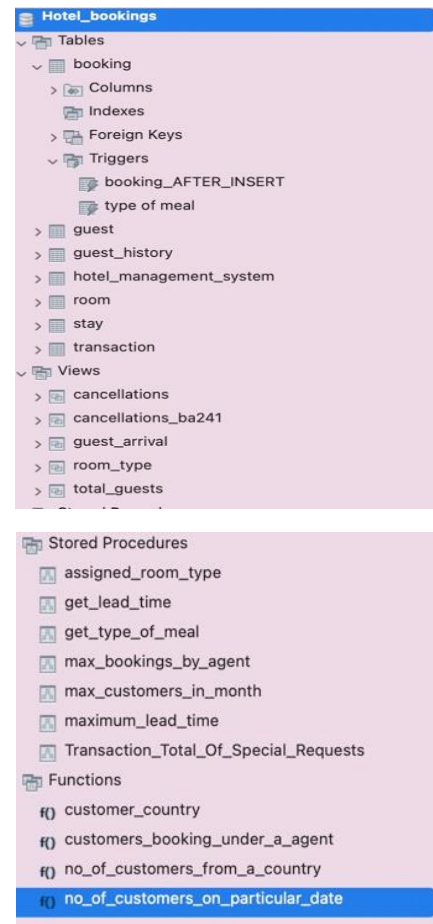 Hotel_bookings
Tables
booking
Columns
Indexes
Foreign Keys
Triggers
booking_AFTER_INSERT
type of meal
guest
guest_history
hotel_management_system
room
stay
transaction
Views
cancellations
cancellations_ba241
guest_arrival
room_type
total_guests
Stored Procedures
assigned_room_type
get_lead_time
get_type_of_meal
max_bookings_by_agent
max_customers_in_month
maximum_lead_time
Transaction_Total_Of_Special_Requests
Functions
f() customer_country
f() customers_booking_under_a_agent
f() no_of_customers_from_a_country
f() no_of_customers_on_particular_date